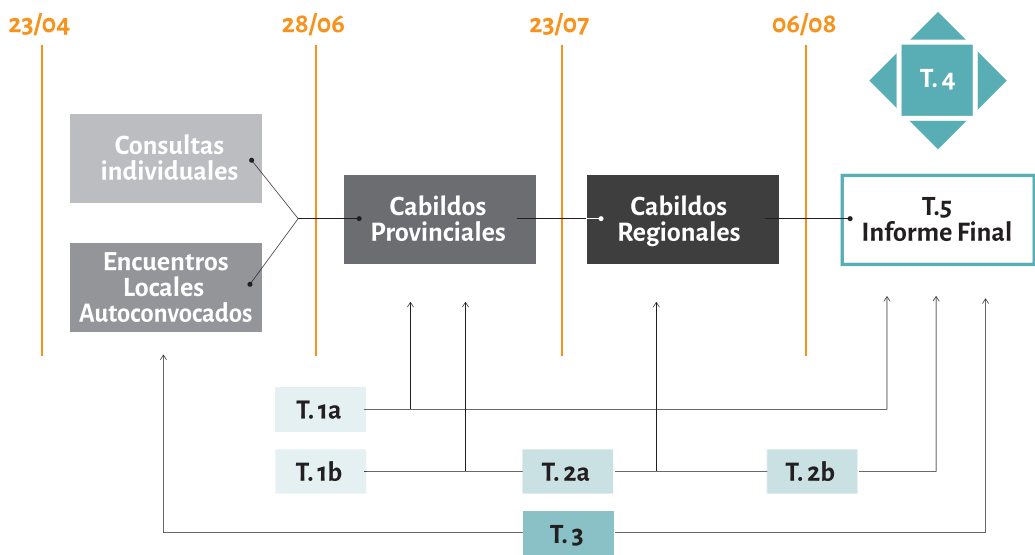 23/04
28/06
23/07
06/08
T. 4
Consultas
individuales
Encuentros
Locales
Autoconvocados
Cabildos
Provinciales
Cabildos
Regionales
T.5
Informe Final
T. 1a
T. 1b
T. 2a
T. 2b
T. 3